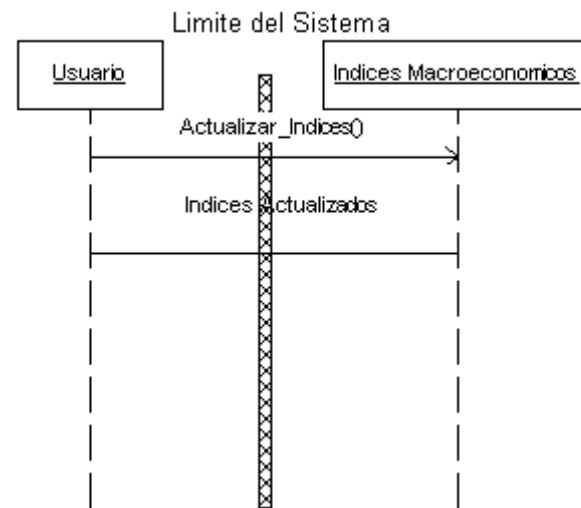 Limite del Sistema
Usuario
Indices Macroeconomicos
Actualizar_Indices()
Indices Actualizados